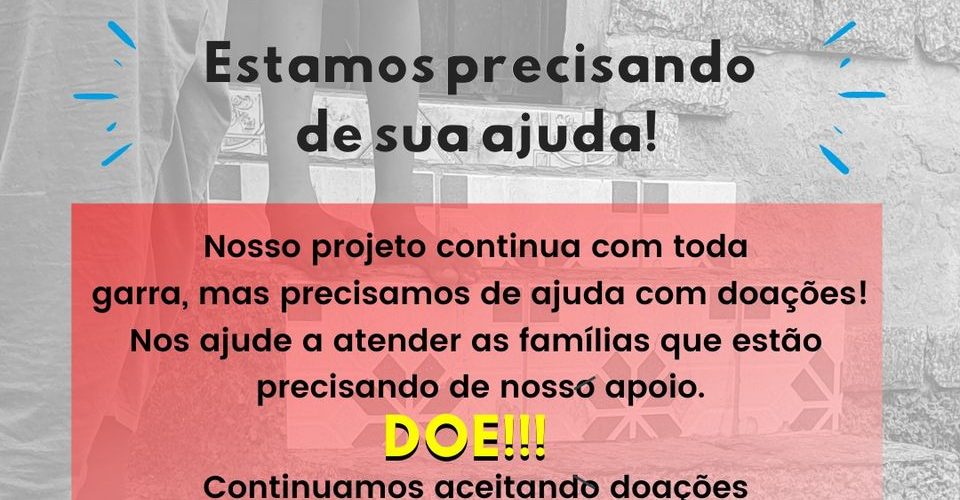 Estamos precisando
de sua ajuda!
Nosso projeto continua com toda
garra, mas precisamos de ajuda com doações!
Nos ajude a atender as famílias que estão
precisando de nosso apoio.
DOE!!!
Continuamos aceitando doações